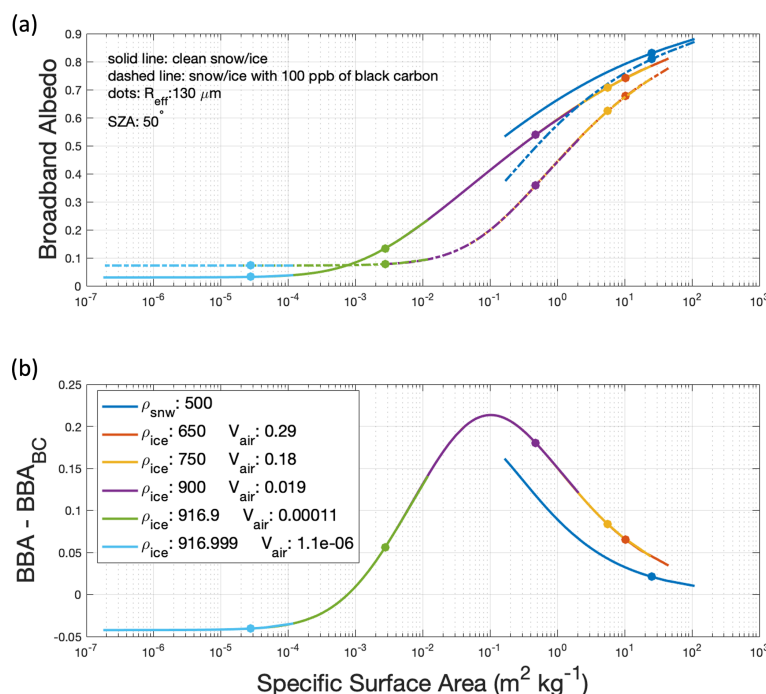 (a)
Broadband Albedo
0.9
0.8
0.7
0.6
0.5
0.4
0.3
0.2
0.1
0
solid line: clean snow/ice
dashed line: snow/ice with 100 ppb of black carbon
dots: R_eff:130 μm
SZA: 50°
10^-7 10^-6 10^-5 10^-4 10^-3 10^-2 10^-1 10^0 10^1 10^2 10^3
(b)
BBA - BBA_BC
0.25
0.2
0.15
0.1
0.05
0
-0.05
ρ_snw: 500
ρ_ice: 650 V_air: 0.29
ρ_ice: 750 V_air: 0.18
ρ_ice: 900 V_air: 0.019
ρ_ice: 916.9 V_air: 0.00011
ρ_ice: 916.999 V_air: 1.1e-06
10^-7 10^-6 10^-5 10^-4 10^-3 10^-2 10^-1 10^0 10^1 10^2 10^3
Specific Surface Area (m^2 kg^-1)